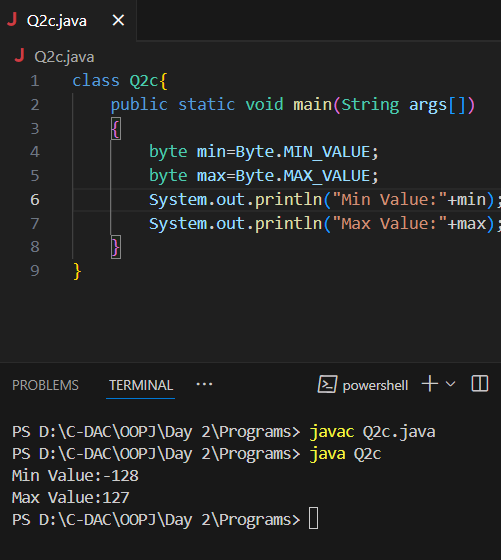 J Q2c.java ×
J Q2c.java
1 class Q2c{
2     public static void main(String args[])
3     {
4         byte min=Byte.MIN_VALUE;
5         byte max=Byte.MAX_VALUE;
6         System.out.println("Min Value:"+min);
7         System.out.println("Max Value:"+max);
8     }
9 }
PROBLEMS TERMINAL ··· powershell
PS D:\C-DAC\OOPJ\Day 2\Programs> javac Q2c.java
PS D:\C-DAC\OOPJ\Day 2\Programs> java Q2c
Min Value:-128
Max Value:127
PS D:\C-DAC\OOPJ\Day 2\Programs>